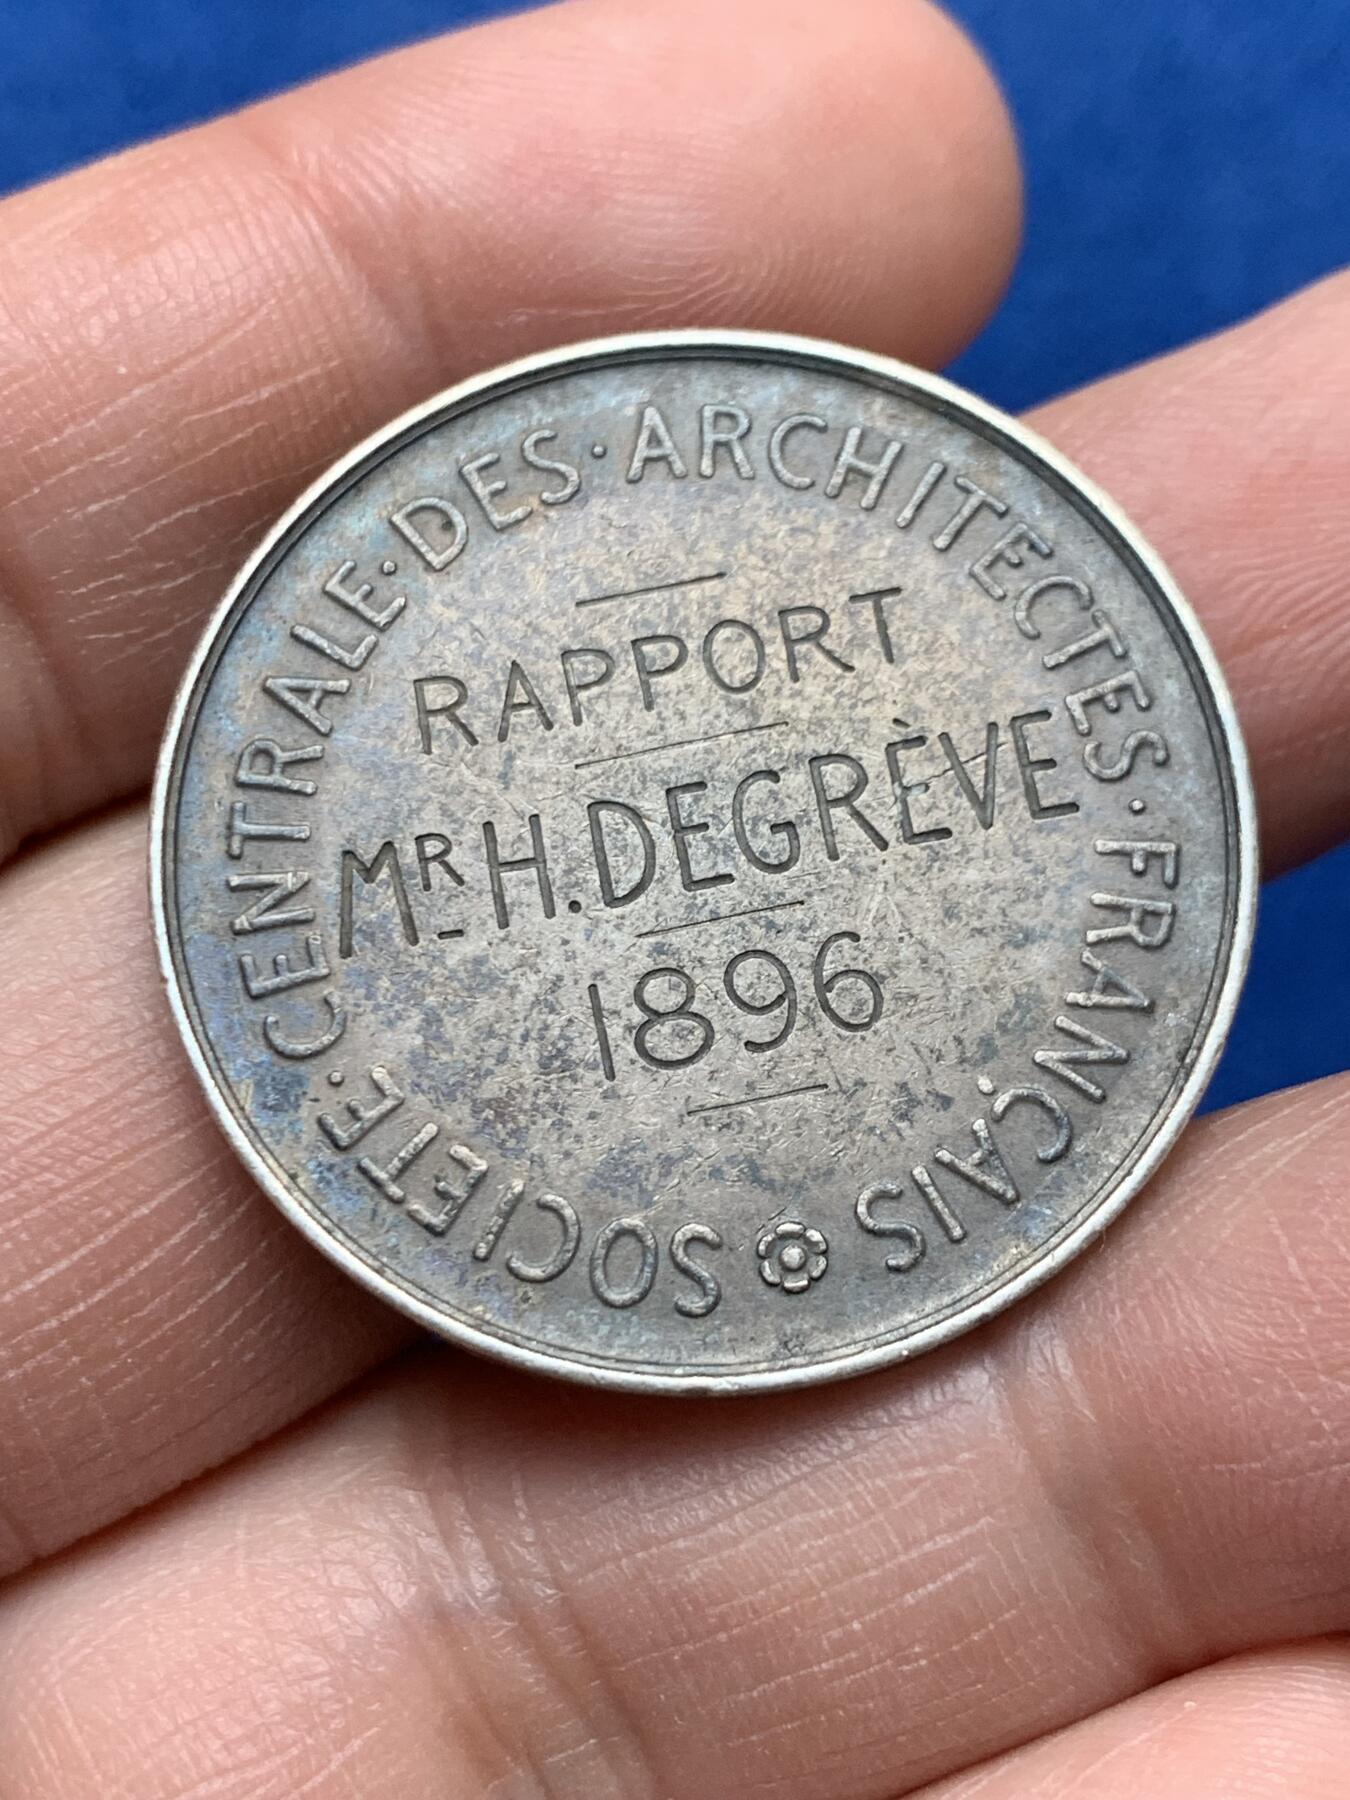 SOCIETE·CENTRALE·DES·ARCHITECTES·FRANÇAIS
RAPPORT
MR H.DEGRÈVE
1896